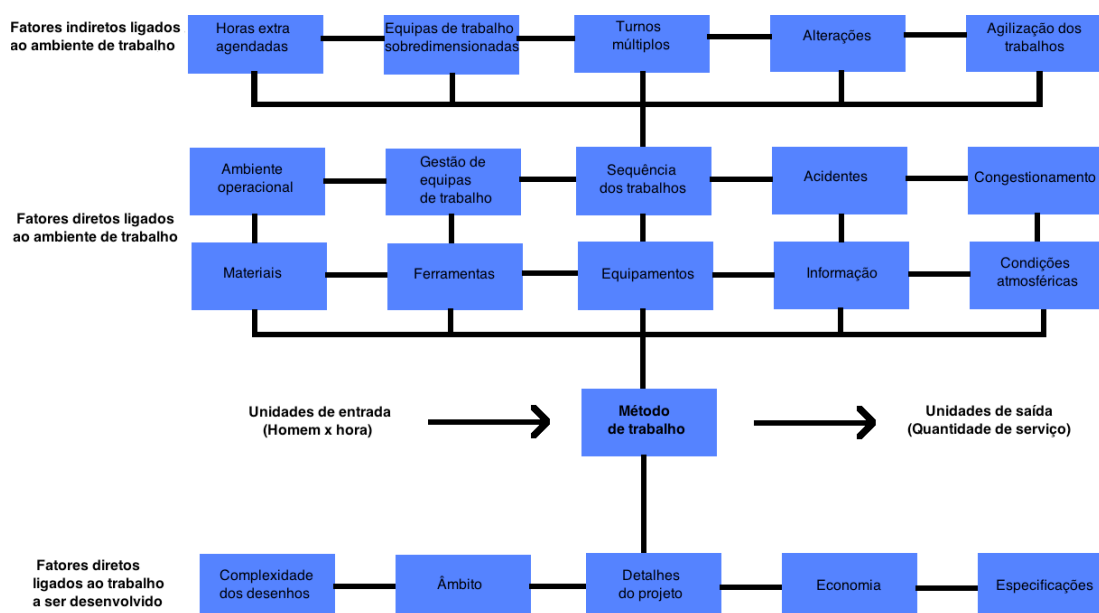 Fatores indiretos ligados
ao ambiente de trabalho
Horas extra
agendadas
Equipas de trabalho
sobredimensionadas
Turnos
múltiplos
Alterações
Agilização dos
trabalhos
Fatores diretos ligados
ao ambiente de trabalho
Ambiente
operacional
Gestão de
equipas
de trabalho
Sequência
dos trabalhos
Acidentes
Congestionamento
Materiais
Ferramentas
Equipamentos
Informação
Condições
atmosféricas
Unidades de entrada
(Homem x hora)
Método
de trabalho
Unidades de saída
(Quantidade de serviço)
Fatores diretos
ligados ao trabalho
a ser desenvolvido
Complexidade
dos desenhos
Âmbito
Detalhes
do projeto
Economia
Especificações